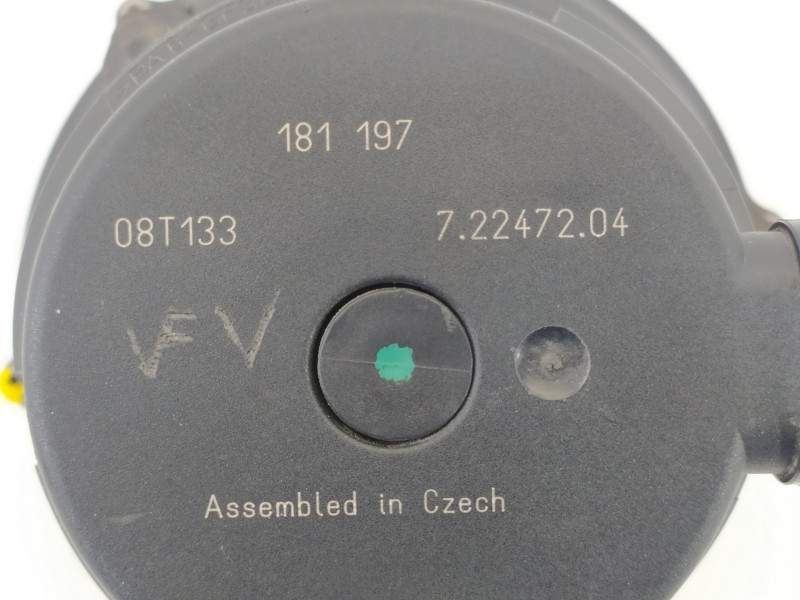 181 197
08T133 7.22472.04
VFV
Assembled in Czech